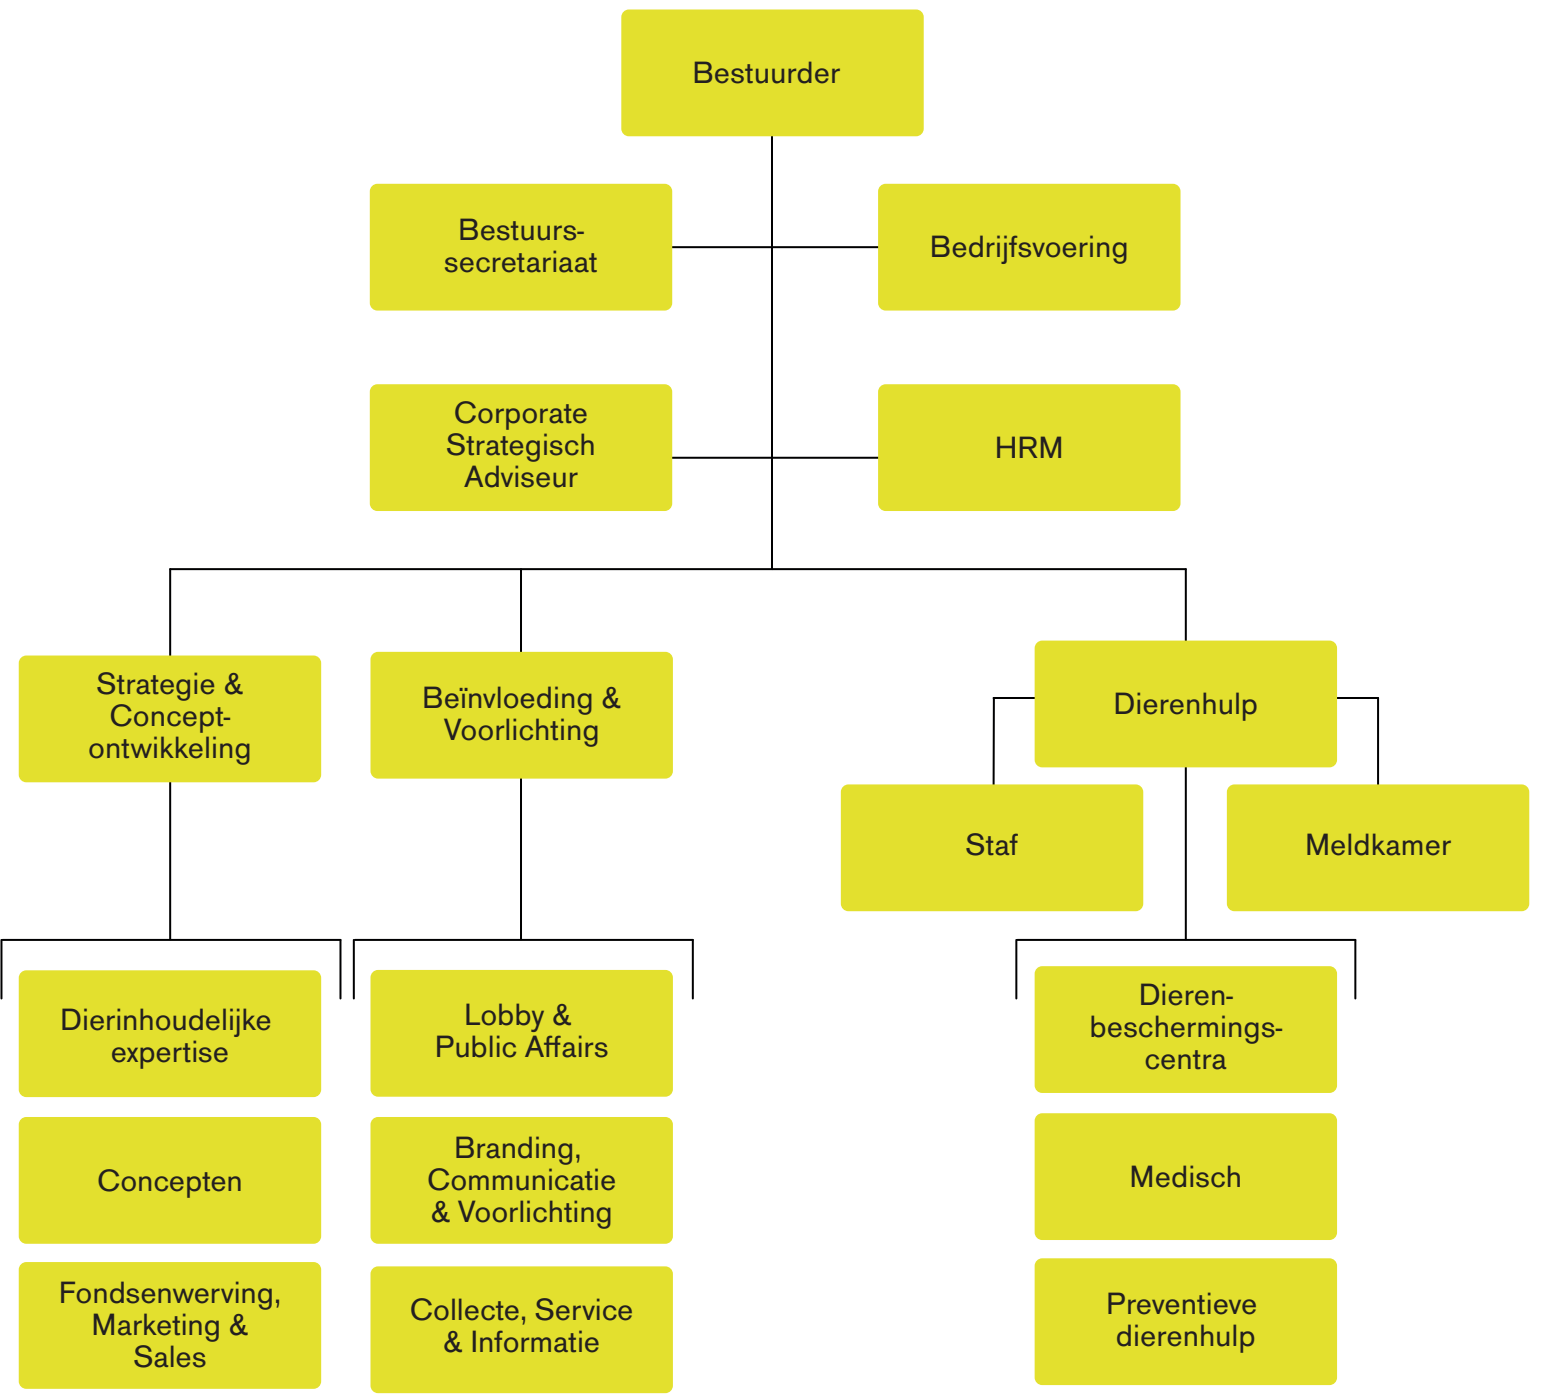 Bestuurder
Bestuurs-
secretariaat
Bedrijfsvoering
Corporate
Strategisch
Adviseur
HRM
Strategie &
Concept-
ontwikkeling
Beïnvloeding &
Voorlichting
Dierenhulp
Staf
Meldkamer
Dierinhoudelijke
expertise
Concepten
Fondsenwerving,
Marketing &
Sales
Lobby &
Public Affairs
Branding,
Communicatie
& Voorlichting
Collecte, Service
& Informatie
Dieren-
beschermings-
centra
Medisch
Preventieve
dierenhulp